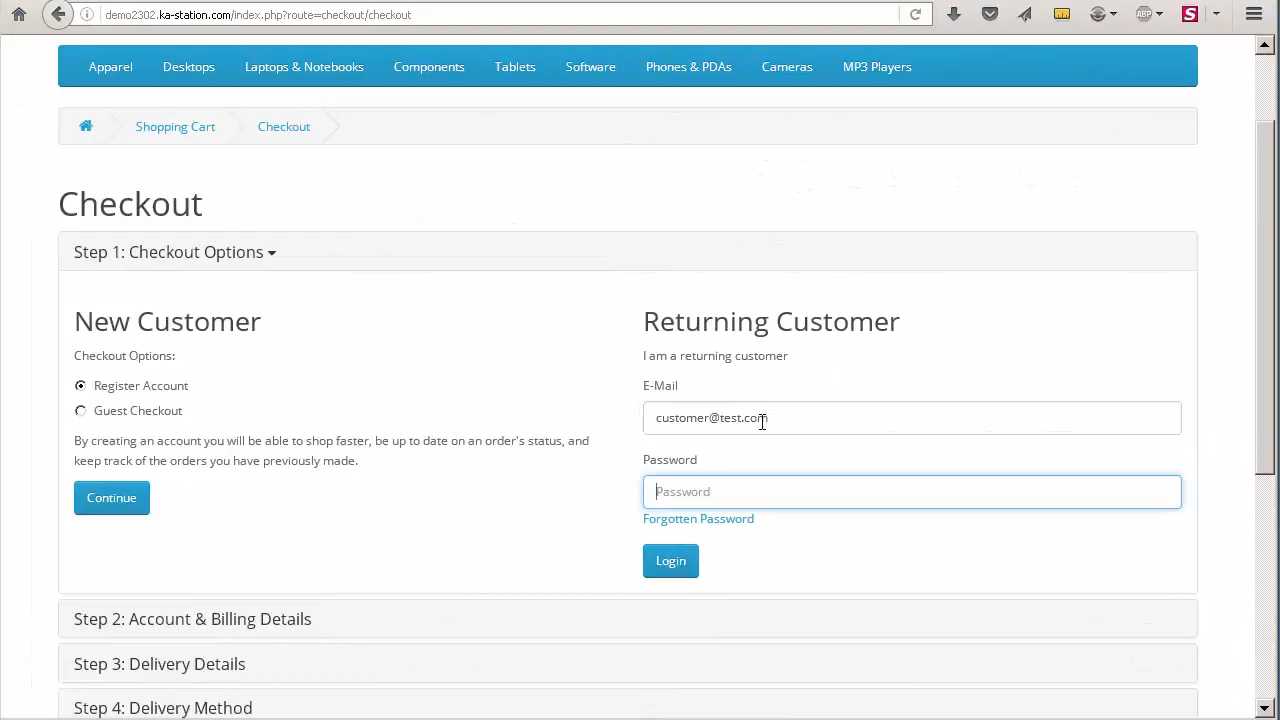 demo2302.ka-station.com/index.php?route=checkout/checkout
ABP
S
Apparel Desktops Laptops & Notebooks Components Tablets Software Phones & PDAs Cameras MP3 Players
Shopping Cart Checkout
Checkout
Step 1: Checkout Options
New Customer
Checkout Options:
Register Account
Guest Checkout
By creating an account you will be able to shop faster, be up to date on an order's status, and
keep track of the orders you have previously made.
Continue
Returning Customer
I am a returning customer
E-Mail
customer@test.com
Password
Password
Forgotten Password
Login
Step 2: Account & Billing Details
Step 3: Delivery Details
Step 4: Delivery Method